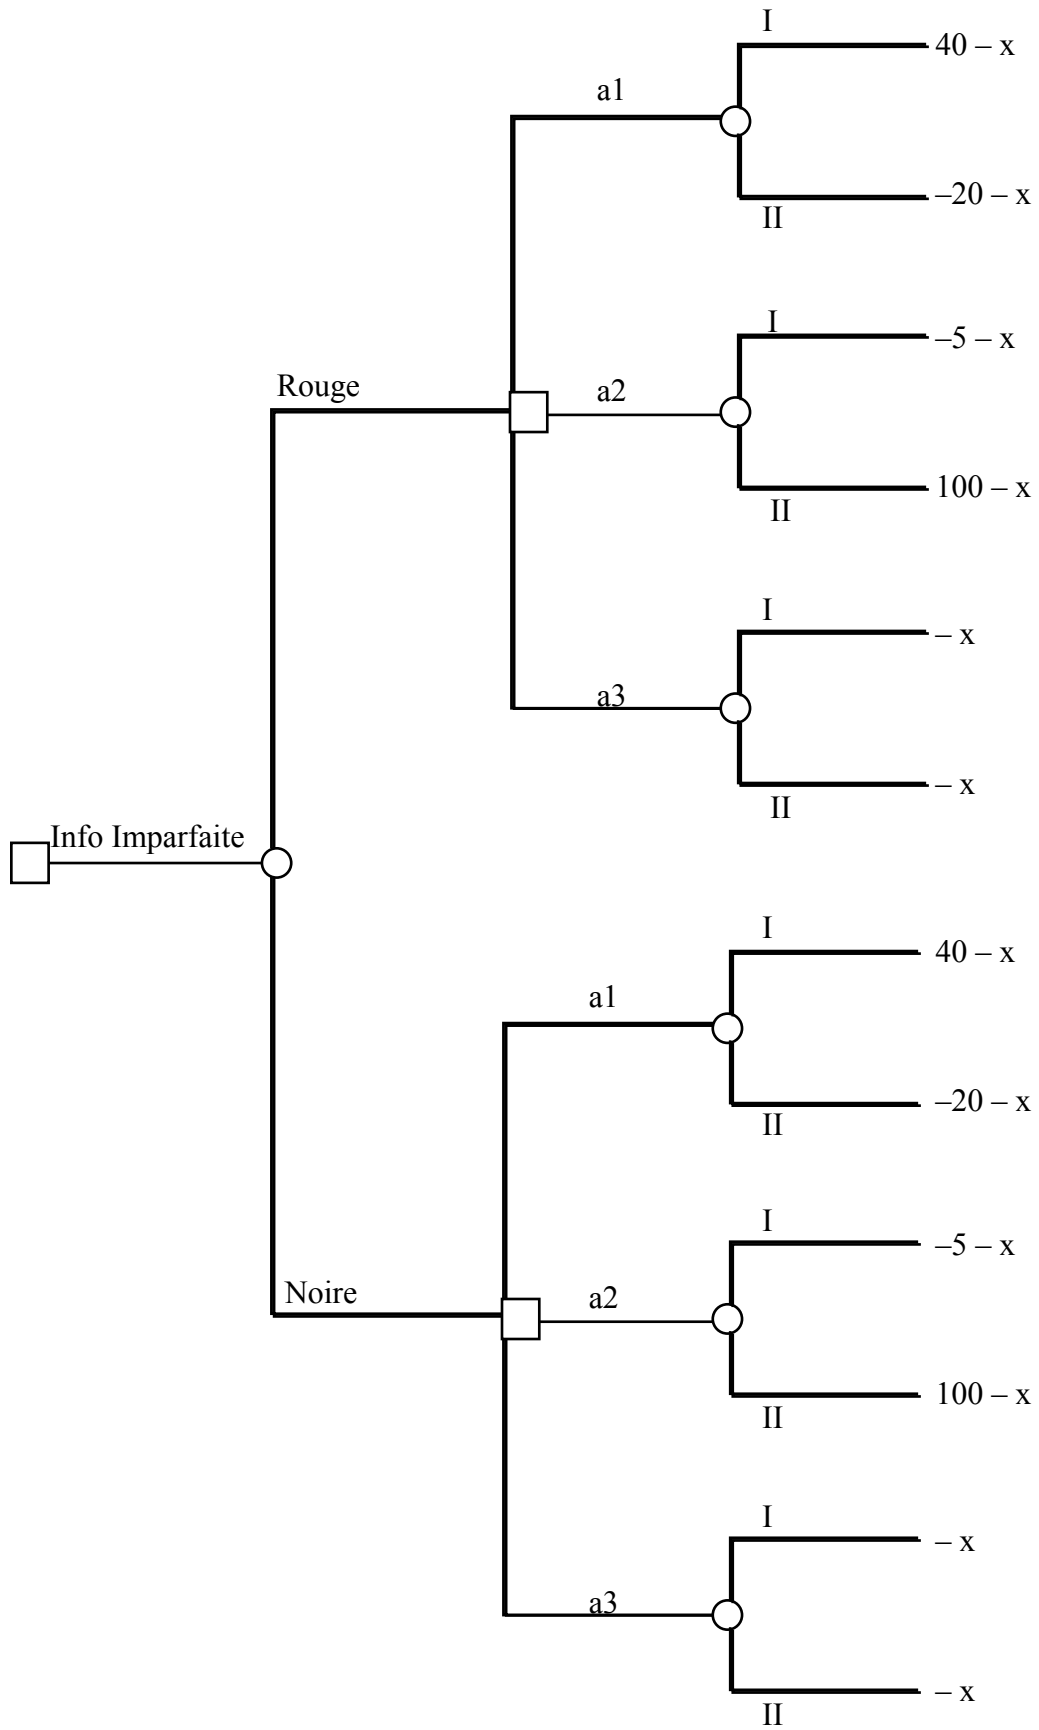 I
40 – x
a1
–20 – x
II
I
–5 – x
Rouge
a2
100 – x
II
I
– x
a3
– x
II
Info Imparfaite
I
40 – x
a1
–20 – x
II
I
–5 – x
Noire
a2
100 – x
II
I
– x
a3
– x
II